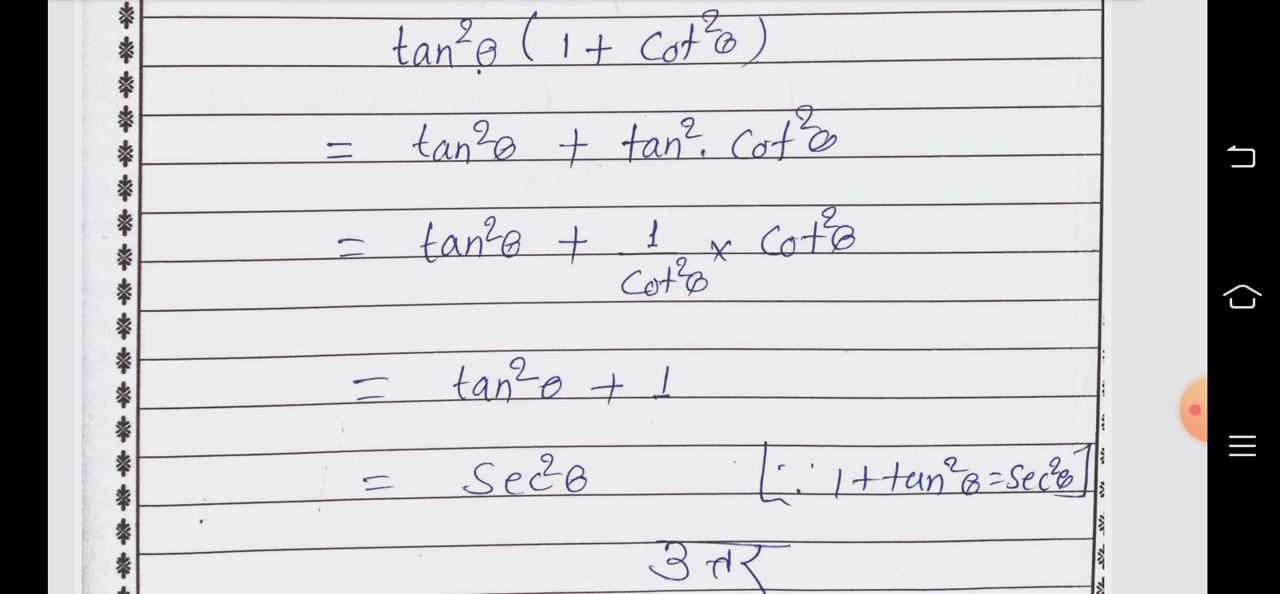 tan²θ (1 + cot²θ)
= tan²θ + tan². cot²θ
= tan²θ + 1/cot²θ × cot²θ
= tan²θ + 1
= sec²θ [∵ 1 + tan²θ = sec²θ]
उत्तर